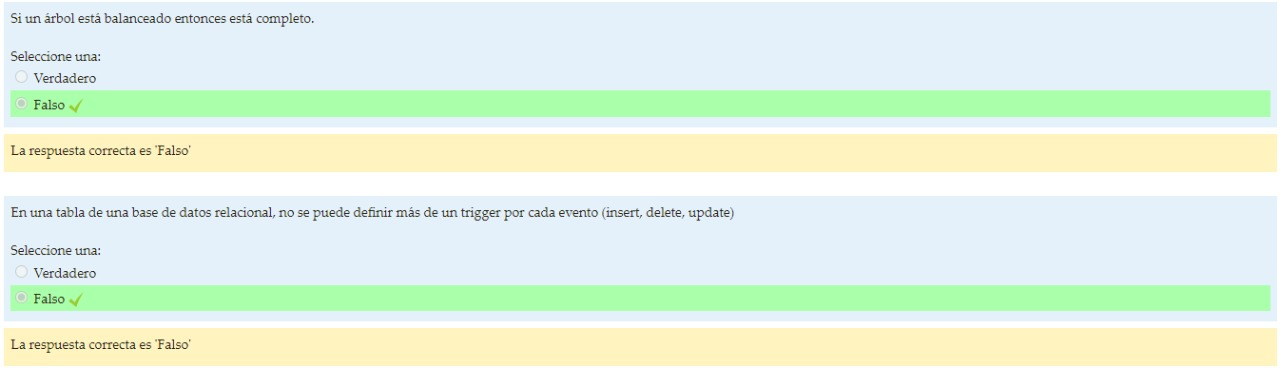 Si un árbol está balanceado entonces está completo.
Seleccione una:
Verdadero
Falso
La respuesta correcta es 'Falso'
En una tabla de una base de datos relacional, no se puede definir más de un trigger por cada evento (insert, delete, update)
Seleccione una:
Verdadero
Falso
La respuesta correcta es 'Falso'